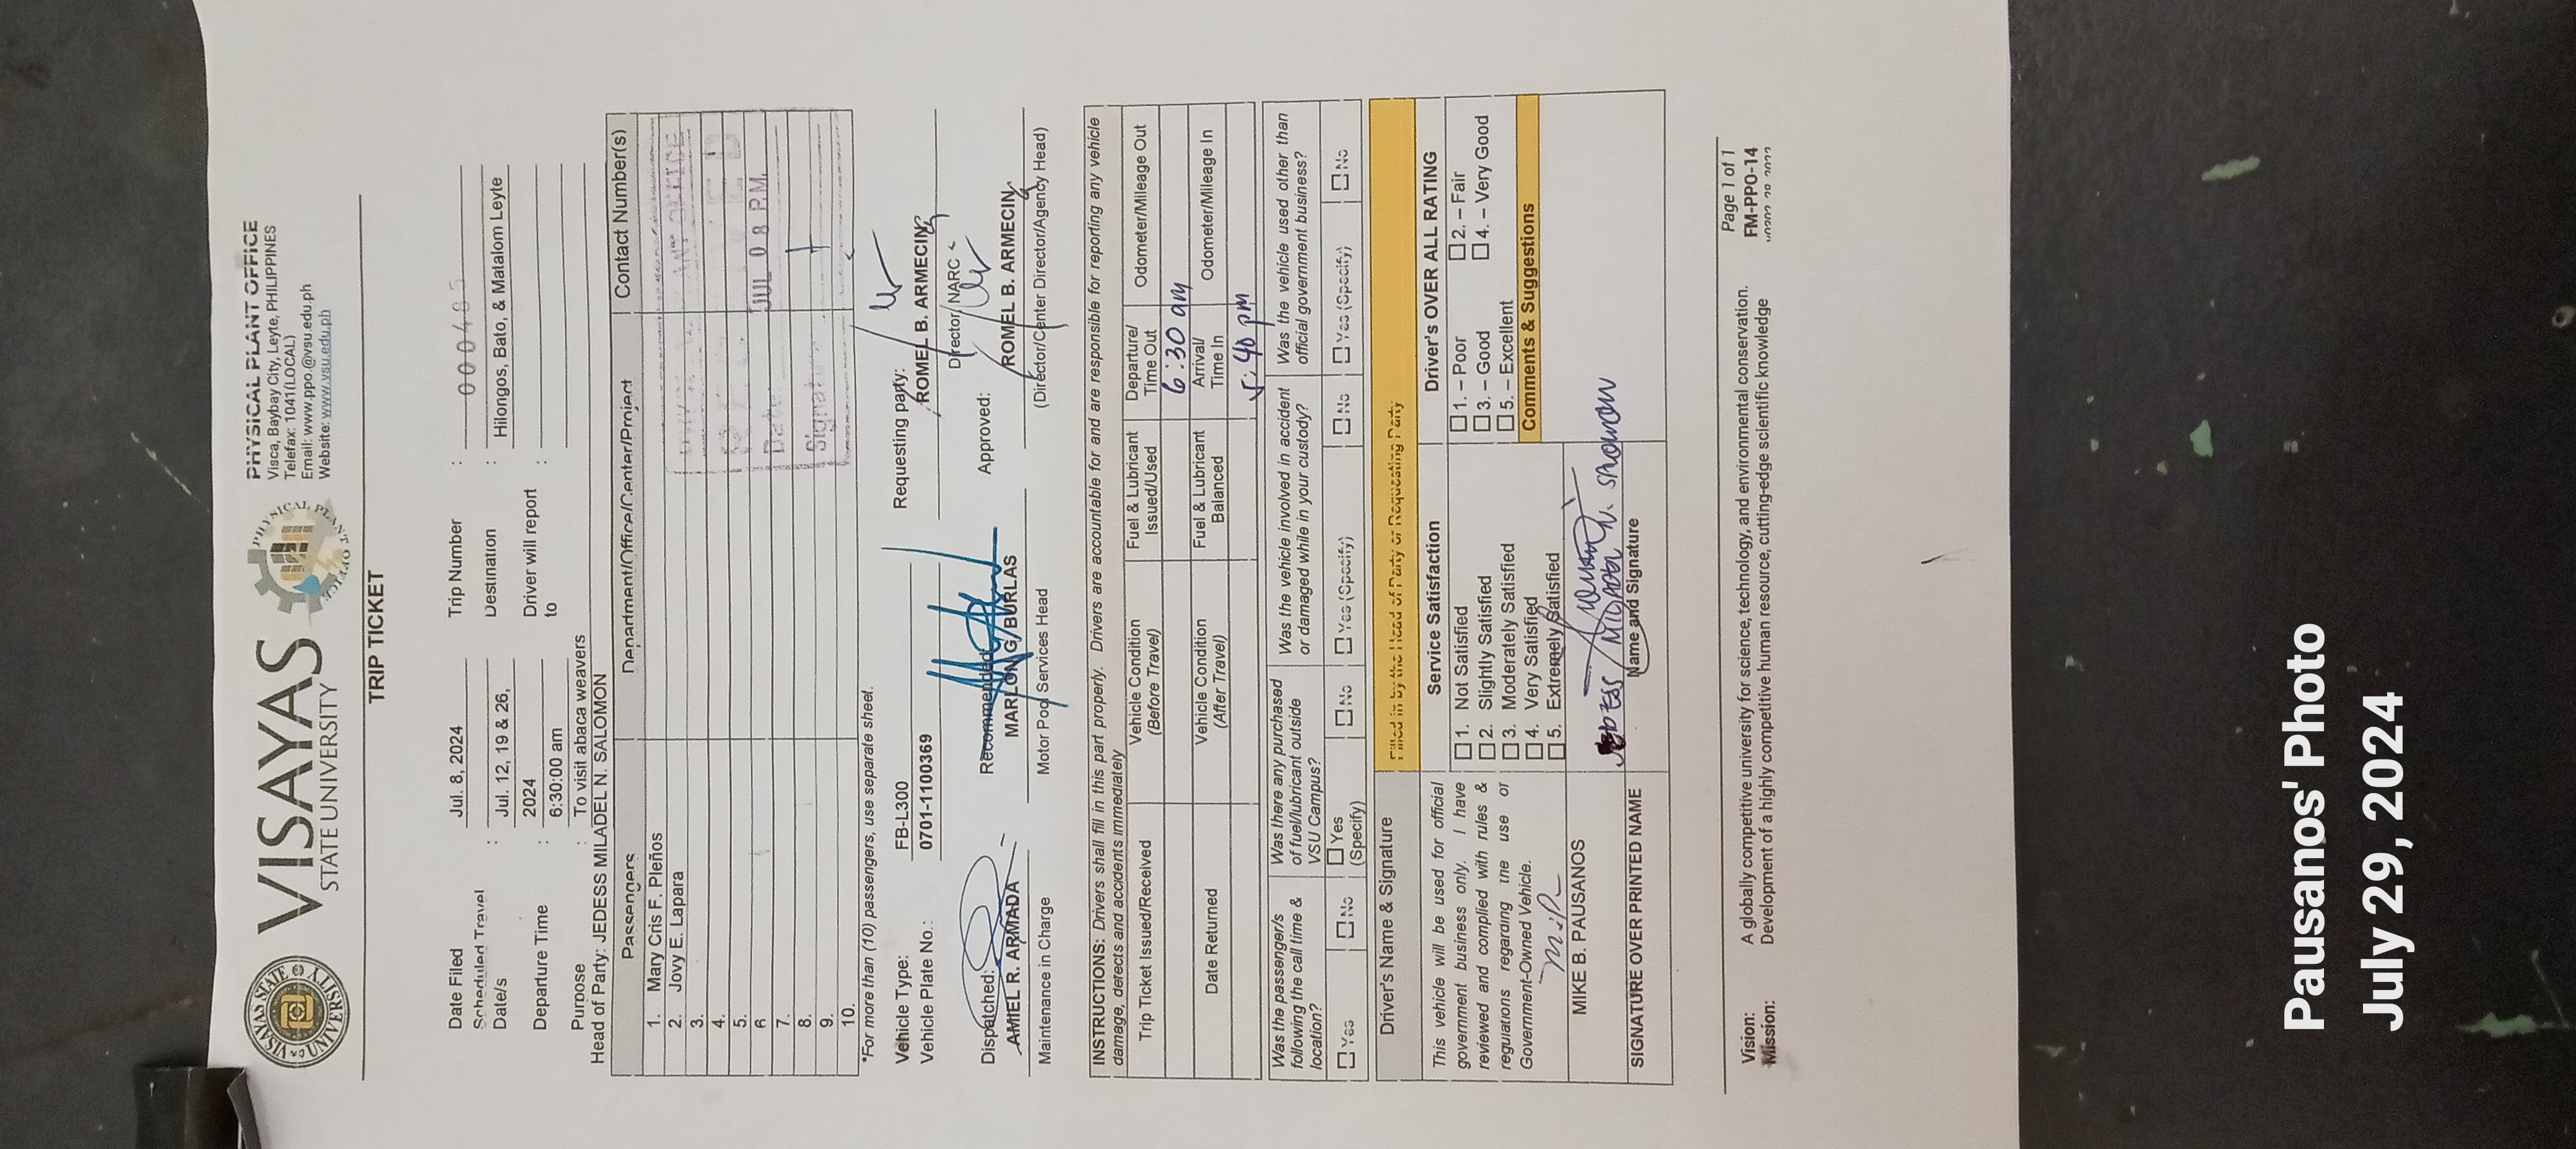 VISAYAS STATE UNIVERSITY
VISAYAS
STATE UNIVERSITY
PHYSICAL PLANT OFFICE
PHYSICAL PLANT OFFICE
Visca, Baybay City, Leyte, PHILIPPINES
Telefax: 1041(LOCAL)
Email: www.ppo.@vsu.edu.ph
Website: www.vsu.edu.ph
TRIP TICKET
Date Filed Jul. 8, 2024 Trip Number : 000485
Scheduled Travel Date/s : Jul. 12, 19 & 26, 2024 Destination : Hilongos, Bato, & Matalom Leyte
Departure Time : 6:30:00 am Driver will report to :
Purpose : To visit abaca weavers
Head of Party: JEDESS MILADEL N. SALOMON
Passengers Department/Office/Center/Project Contact Number(s)
1. Mary Cris F. Pleños
2. Jovy E. Lapara
3.
4.
5.
6
7.
8.
9.
10.
Date JUL 08 P.M.
Signature
*For more than (10) passengers, use separate sheet.
Vehicle Type: FB-L300
Vehicle Plate No.: 0701-1100369
Requesting party:
ROMEL B. ARMECIN
Director, NARC
Dispatched:
AMIEL R. ARMADA
Maintenance in Charge
Recommended:
MARLON G. BURLAS
Motor Pool Services Head
Approved:
ROMEL B. ARMECIN
(Director/Center Director/Agency Head)
INSTRUCTIONS: Drivers shall fill in this part properly. Drivers are accountable for and are responsible for reporting any vehicle
damage, detects and accidents immediately
Trip Ticket Issued/Received Vehicle Condition (Before Travel) Fuel & Lubricant Issued/Used Departure/ Time Out Odometer/Mileage Out
6:30 am
Date Returned Vehicle Condition (After Travel) Fuel & Lubricant Balanced Arrival/ Time In Odometer/Mileage In
5:40 pm
Was the passenger/s following the call time & location?
Yes No
Was there any purchased of fuel/lubricant outside VSU Campus?
Yes (Specify) No
Was the vehicle involved in accident or damaged while in your custody?
Yes (Specify) No
Was the vehicle used other than official government business?
Yes (Specify) No
Driver's Name & Signature
Filled in by the Head of Party or Requesting Party
This vehicle will be used for official
government business only. I have
reviewed and complied with rules &
regulations regarding the use or
Government-Owned Vehicle.
MIKE B. PAUSANOS
SIGNATURE OVER PRINTED NAME
Service Satisfaction
1. Not Satisfied
2. Slightly Satisfied
3. Moderately Satisfied
4. Very Satisfied
5. Extremely Satisfied
JEDESS MILADEL N. SALOMON
Name and Signature
Driver's OVER ALL RATING
1. – Poor 2. – Fair
3. – Good 4. – Very Good
5. – Excellent
Comments & Suggestions
Vision: A globally competitive university for science, technology, and environmental conservation.
Mission: Development of a highly competitive human resource, cutting-edge scientific knowledge
Page 1 of 1
FM-PPO-14
Pausanos' Photo
July 29, 2024